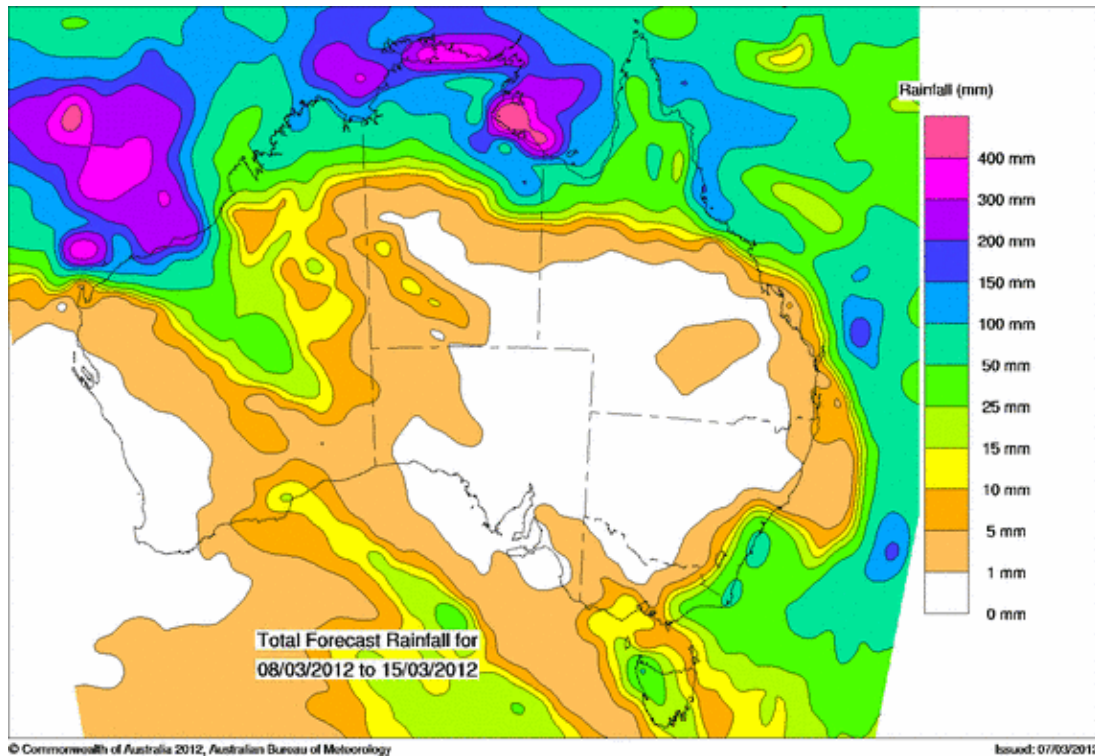 Rainfall (mm)
400 mm
300 mm
200 mm
150 mm
100 mm
50 mm
25 mm
15 mm
10 mm
5 mm
1 mm
0 mm
Total Forecast Rainfall for
08/03/2012 to 15/03/2012
© Commonwealth of Australia 2012, Australian Bureau of Meteorology
Issued: 07/03/2012